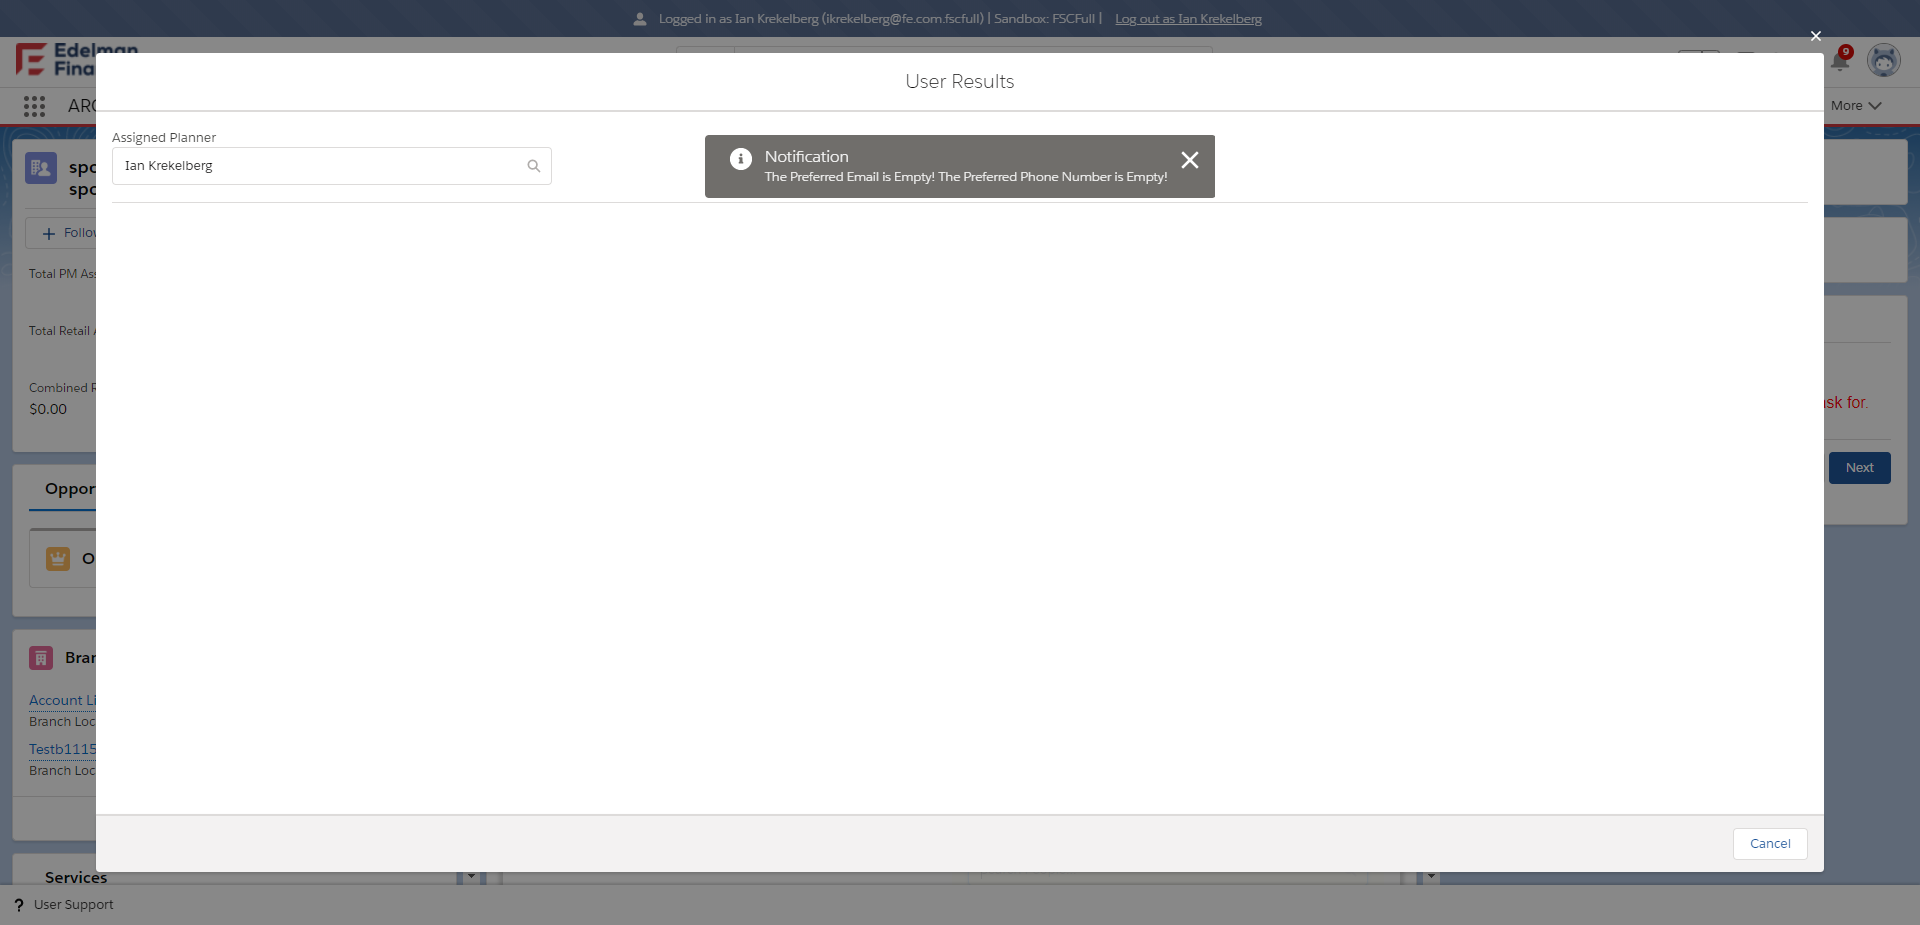 Logged in as Ian Krekelberg (ikrekelberg@fe.com.fscfull) | Sandbox: FSCFull | Log out as Ian Krekelberg
Edelman
Fina
9
ARC
More
User Results
Assigned Planner
Ian Krekelberg
Notification
The Preferred Email is Empty! The Preferred Phone Number is Empty!
spo
spo
Follow
Total PM Ass
Total Retail A
Combined R
$0.00
ask for.
Next
Oppor
O
Bran
Account Li
Branch Loc
Testb1115
Branch Loc
Cancel
Services
? User Support